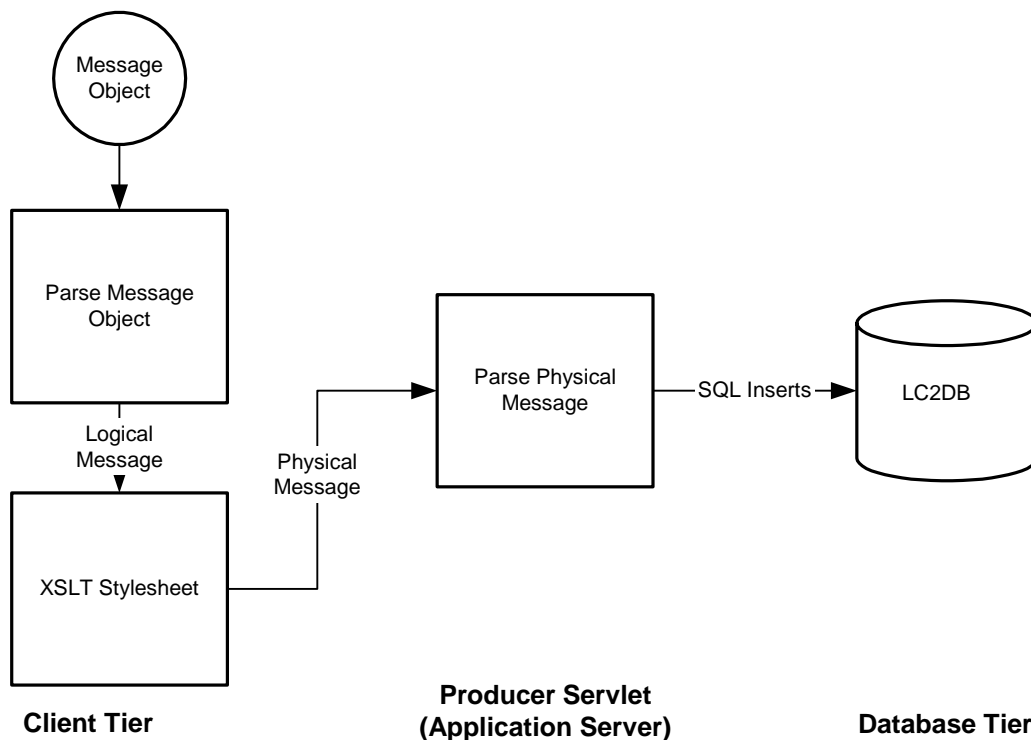 Message
Object
Parse Message
Object
Logical
Message
XSLT Stylesheet
Physical
Message
Parse Physical
Message
SQL Inserts
LC2DB
Client Tier
Producer Servlet
(Application Server)
Database Tier